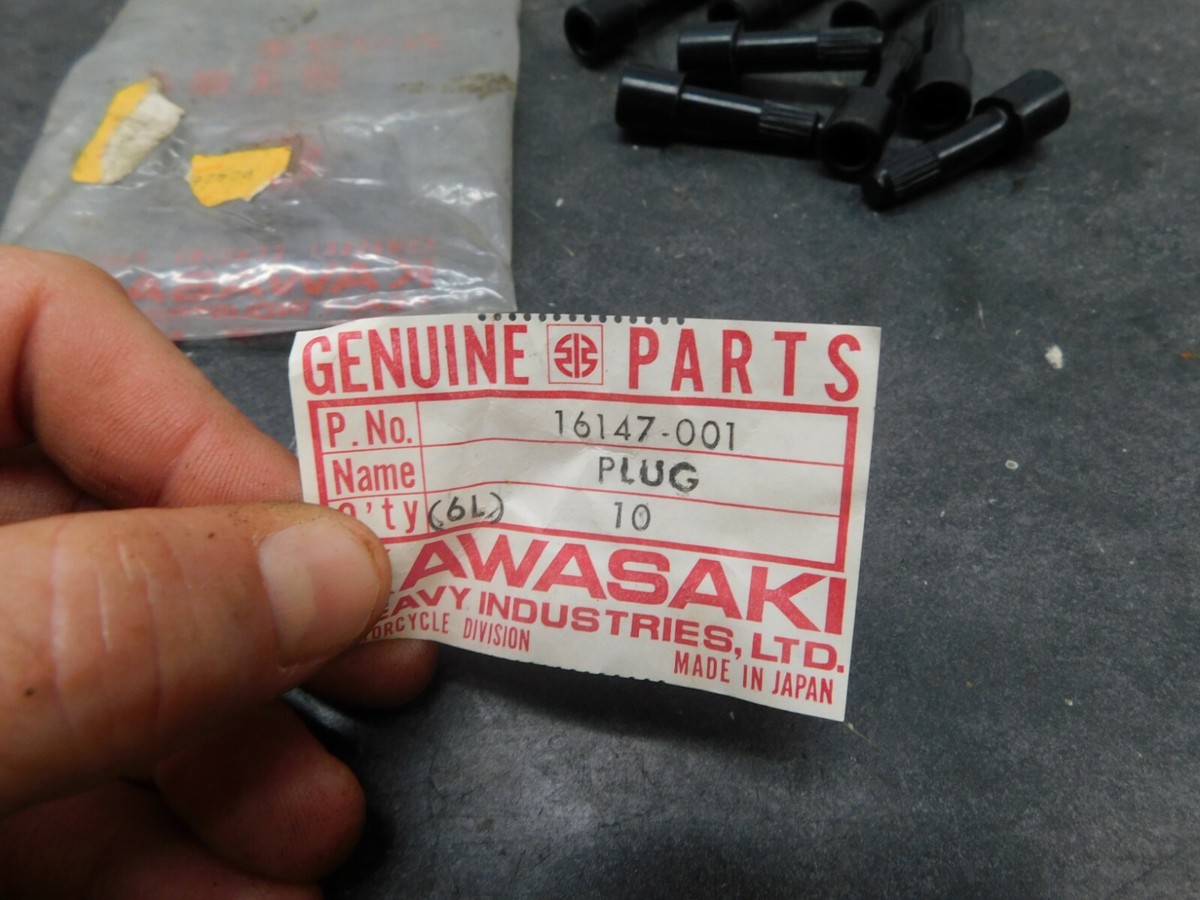 GENUINE PARTS
P. No. 16147-001
Name PLUG
Q'ty (6L) 10
KAWASAKI
HEAVY INDUSTRIES, LTD.
MOTORCYCLE DIVISION
MADE IN JAPAN